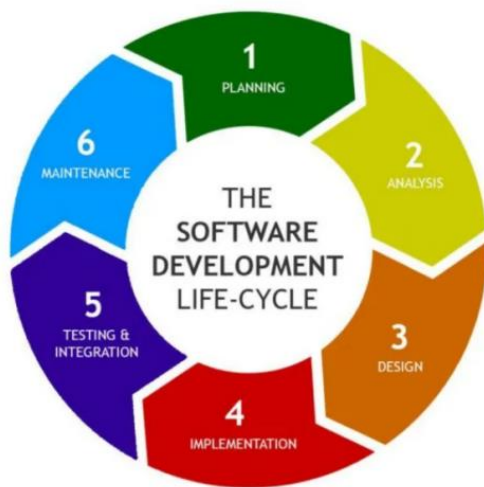 1
PLANNING
2
ANALYSIS
3
DESIGN
4
IMPLEMENTATION
5
TESTING &
INTEGRATION
6
MAINTENANCE
THE
SOFTWARE
DEVELOPMENT
LIFE-CYCLE